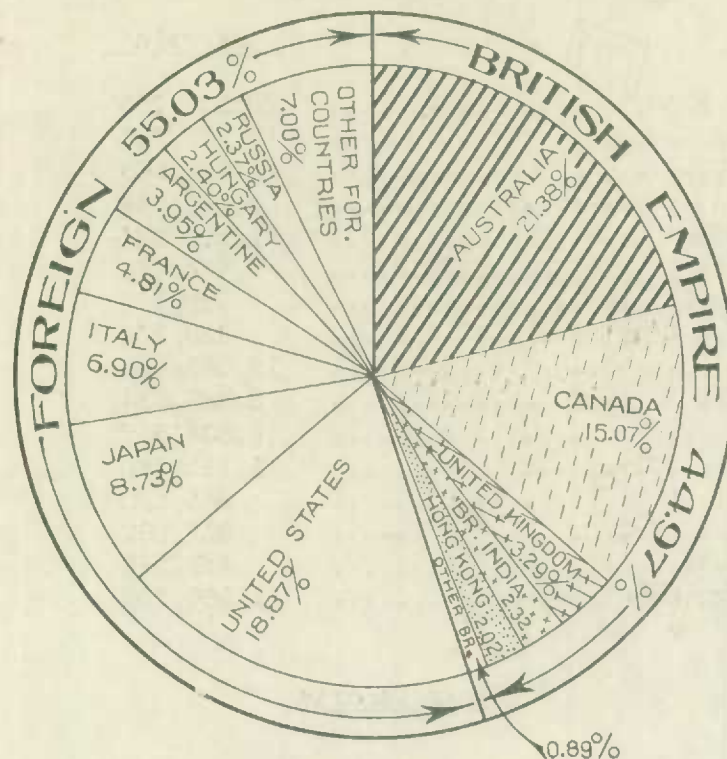 BRITISH EMPIRE 44.97%
AUSTRALIA
21.38%
CANADA
15.07%
UNITED KINGDOM
3.29%
BR. INDIA 2.32
HONG KONG 2.02
OTHER BR.
0.89%
FOREIGN 55.03%
UNITED STATES
18.87%
JAPAN
8.73%
ITALY
6.90%
FRANCE
4.81%
ARGENTINE
3.95%
HUNGARY
2.40%
RUSSIA
2.37%
OTHER FOR.
COUNTRIES
7.00%